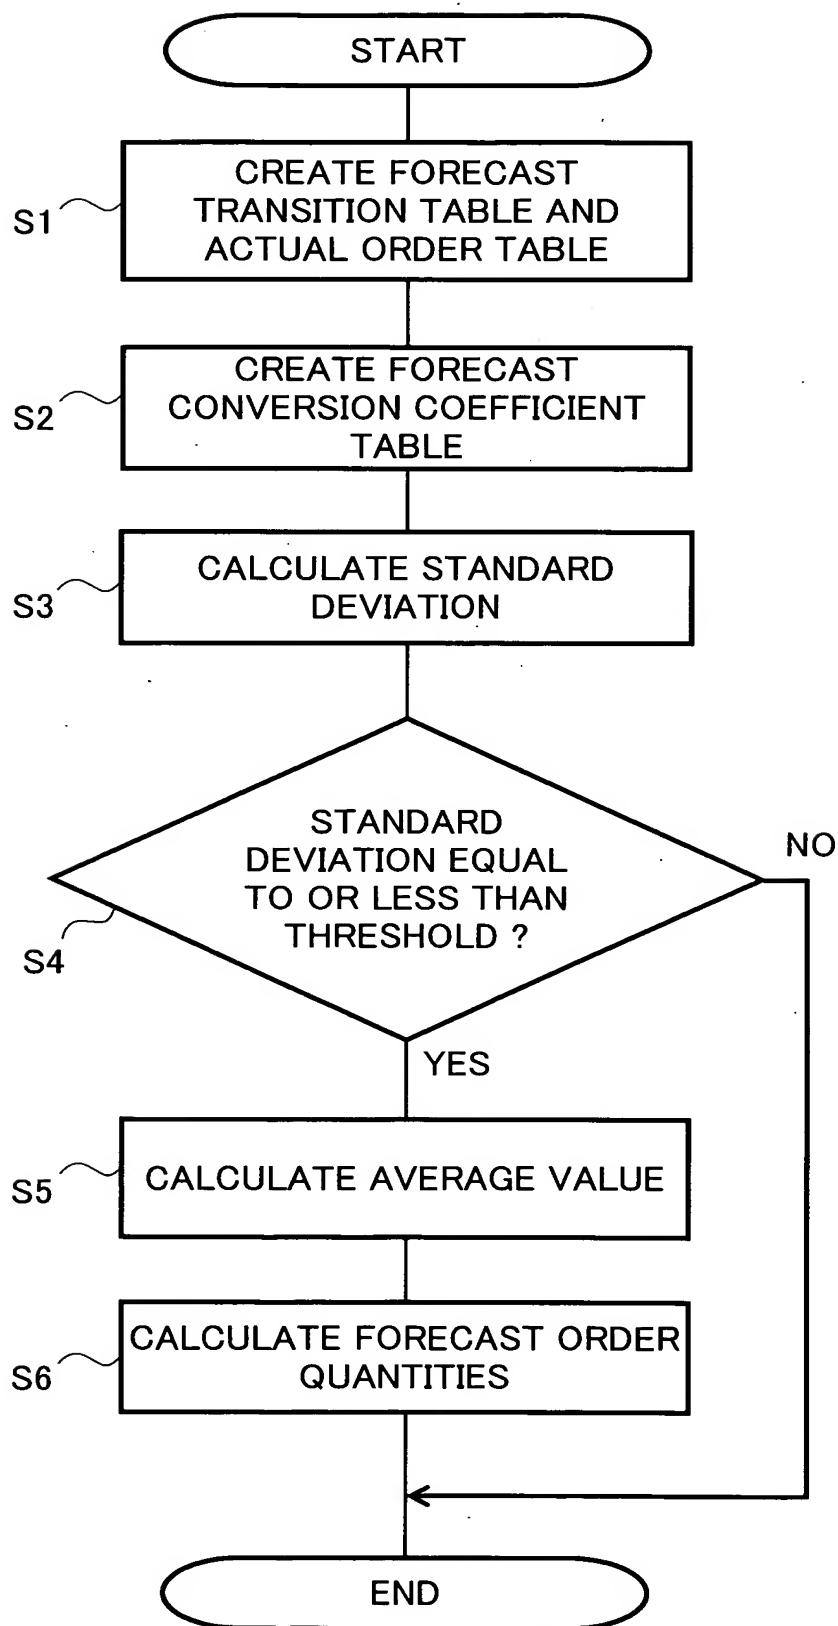 START
S1
CREATE FORECAST
TRANSITION TABLE AND
ACTUAL ORDER TABLE
S2
CREATE FORECAST
CONVERSION COEFFICIENT
TABLE
S3
CALCULATE STANDARD
DEVIATION
S4
STANDARD
DEVIATION EQUAL
TO OR LESS THAN
THRESHOLD ?
NO
YES
S5
CALCULATE AVERAGE VALUE
S6
CALCULATE FORECAST ORDER
QUANTITIES
END